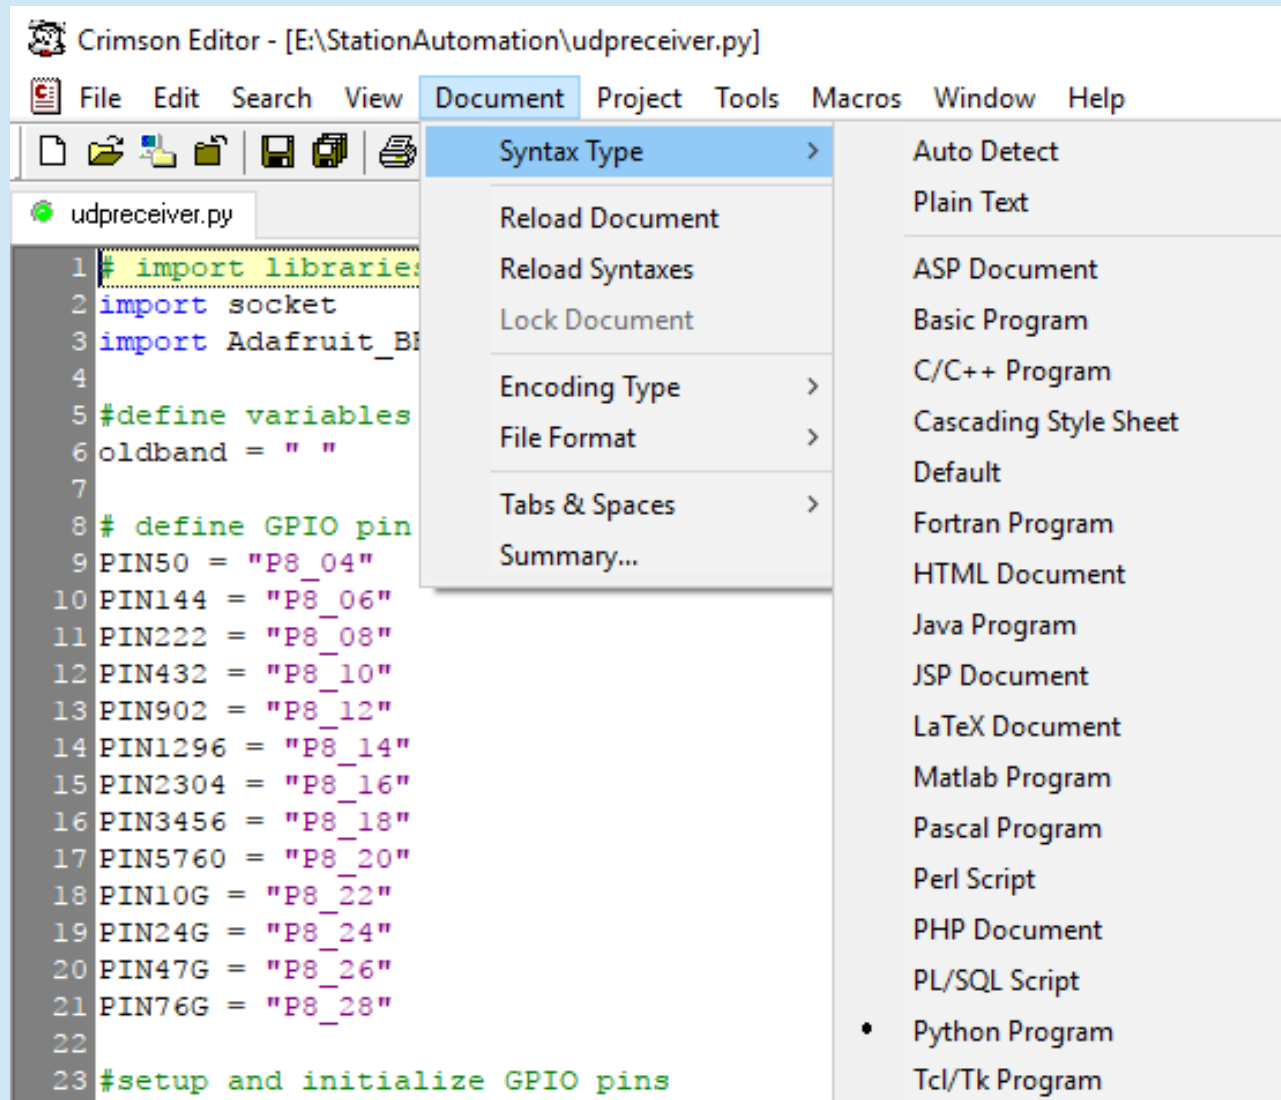 Crimson Editor - [E:\StationAutomation\udpreceiver.py]
File Edit Search View Document Project Tools Macros Window Help
udpreceiver.py
1 # import libraries
2 import socket
3 import Adafruit_B
4
5 #define variables
6 oldband = " "
7
8 # define GPIO pin
9 PIN50 = "P8_04"
10 PIN144 = "P8_06"
11 PIN222 = "P8_08"
12 PIN432 = "P8_10"
13 PIN902 = "P8_12"
14 PIN1296 = "P8_14"
15 PIN2304 = "P8_16"
16 PIN3456 = "P8_18"
17 PIN5760 = "P8_20"
18 PIN10G = "P8_22"
19 PIN24G = "P8_24"
20 PIN47G = "P8_26"
21 PIN76G = "P8_28"
22
23 #setup and initialize GPIO pins
Syntax Type
Reload Document
Reload Syntaxes
Lock Document
Encoding Type
File Format
Tabs & Spaces
Summary...
Auto Detect
Plain Text
ASP Document
Basic Program
C/C++ Program
Cascading Style Sheet
Default
Fortran Program
HTML Document
Java Program
JSP Document
LaTeX Document
Matlab Program
Pascal Program
Perl Script
PHP Document
PL/SQL Script
• Python Program
Tcl/Tk Program